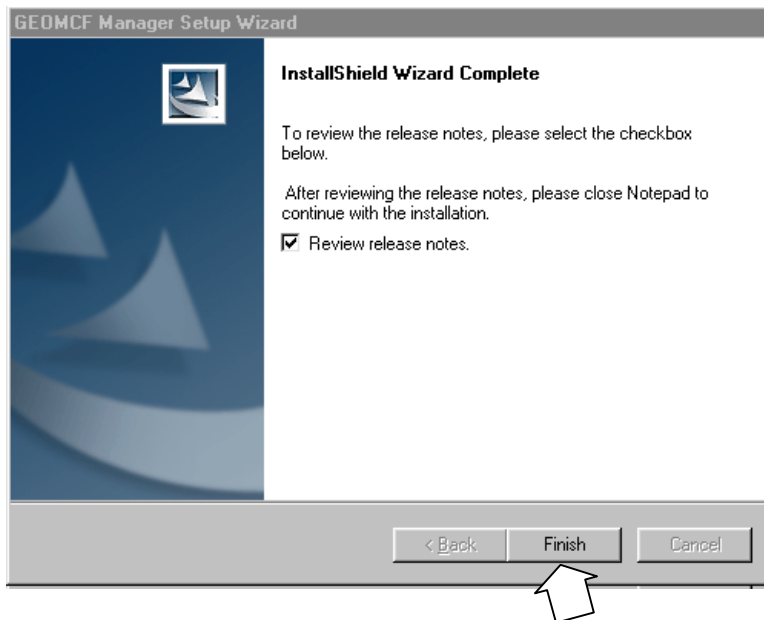 GEOMCF Manager Setup Wizard
InstallShield Wizard Complete
To review the release notes, please select the checkbox
below.
After reviewing the release notes, please close Notepad to
continue with the installation.
Review release notes.
< Back
Finish
Cancel